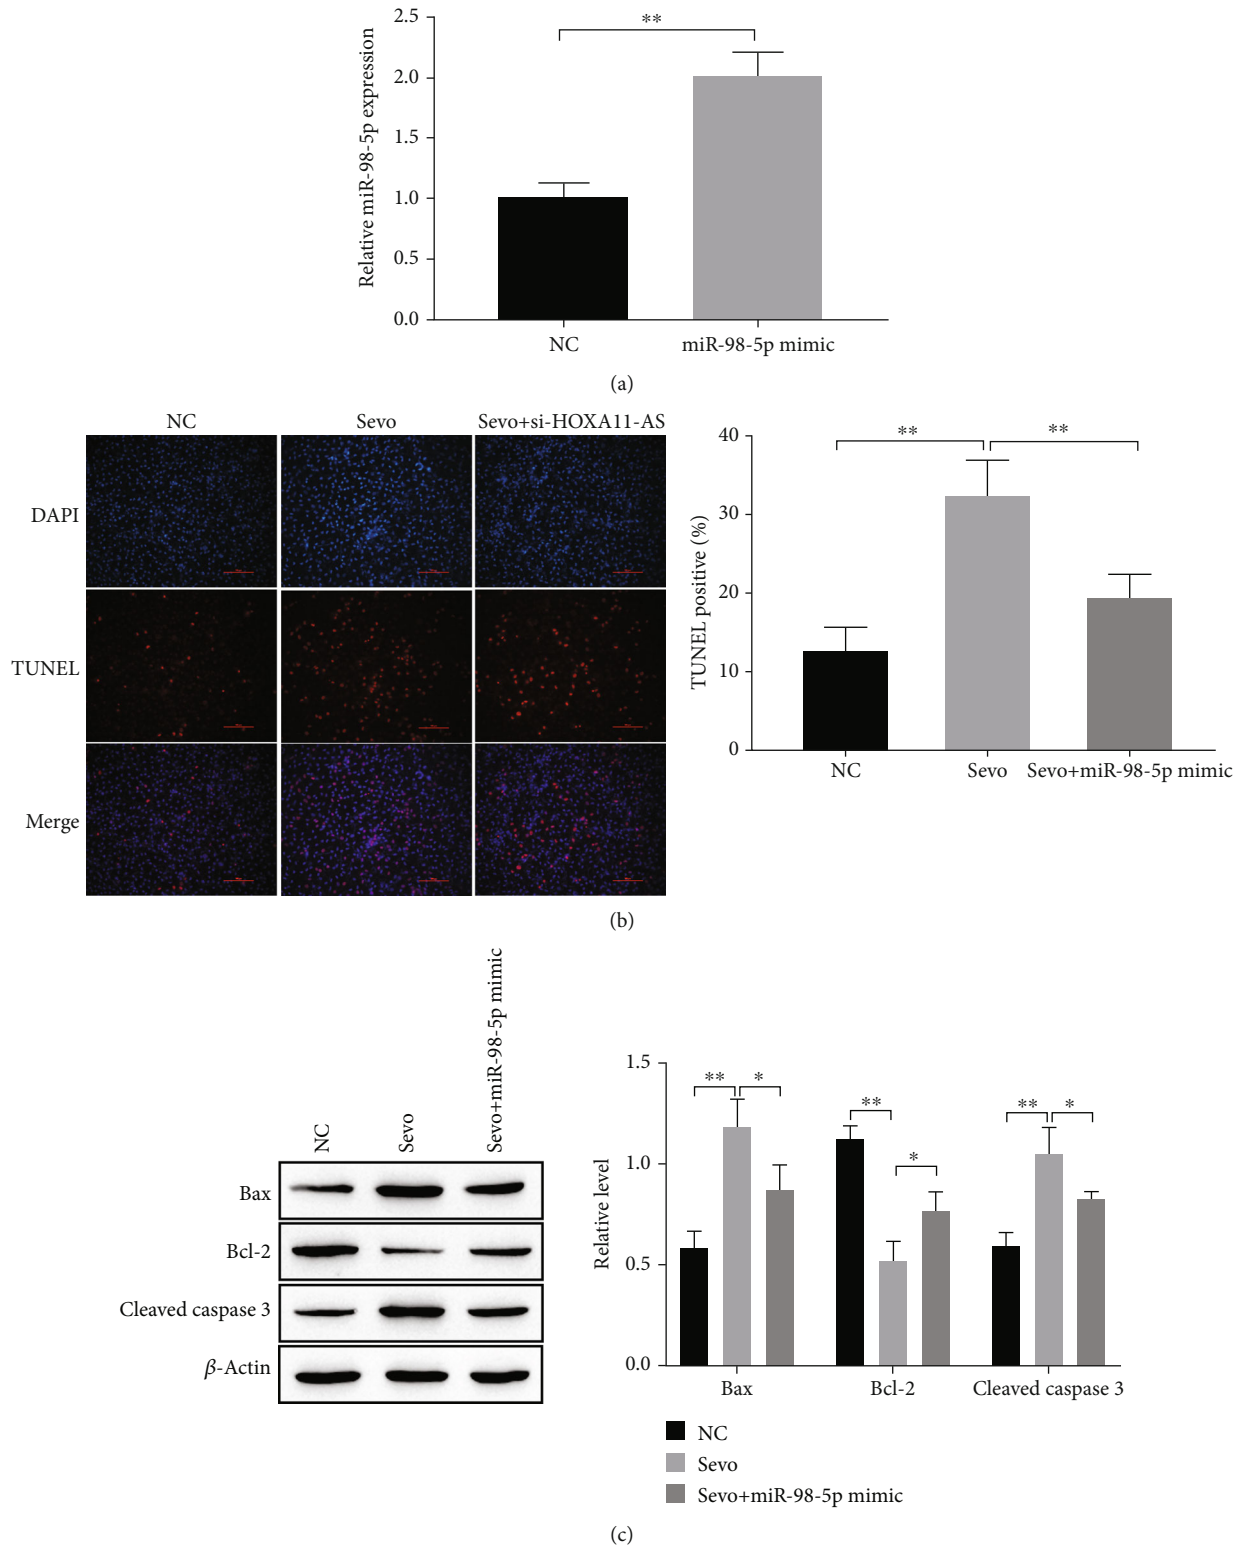 2.5
2.0
1.5
1.0
0.5
0.0
Relative miR-98-5p expression
**
NC
miR-98-5p mimic
(a)
NC
Sevo
Sevo+si-HOXA11-AS
DAPI
TUNEL
Merge
40
30
20
10
0
TUNEL positive (%)
**
**
NC
Sevo
Sevo+miR-98-5p mimic
(b)
NC
Sevo
Sevo+miR-98-5p mimic
Bax
Bcl-2
Cleaved caspase 3
β-Actin
1.5
1.0
0.5
0.0
Relative level
**
*
**
*
**
*
Bax
Bcl-2
Cleaved caspase 3
NC
Sevo
Sevo+miR-98-5p mimic
(c)